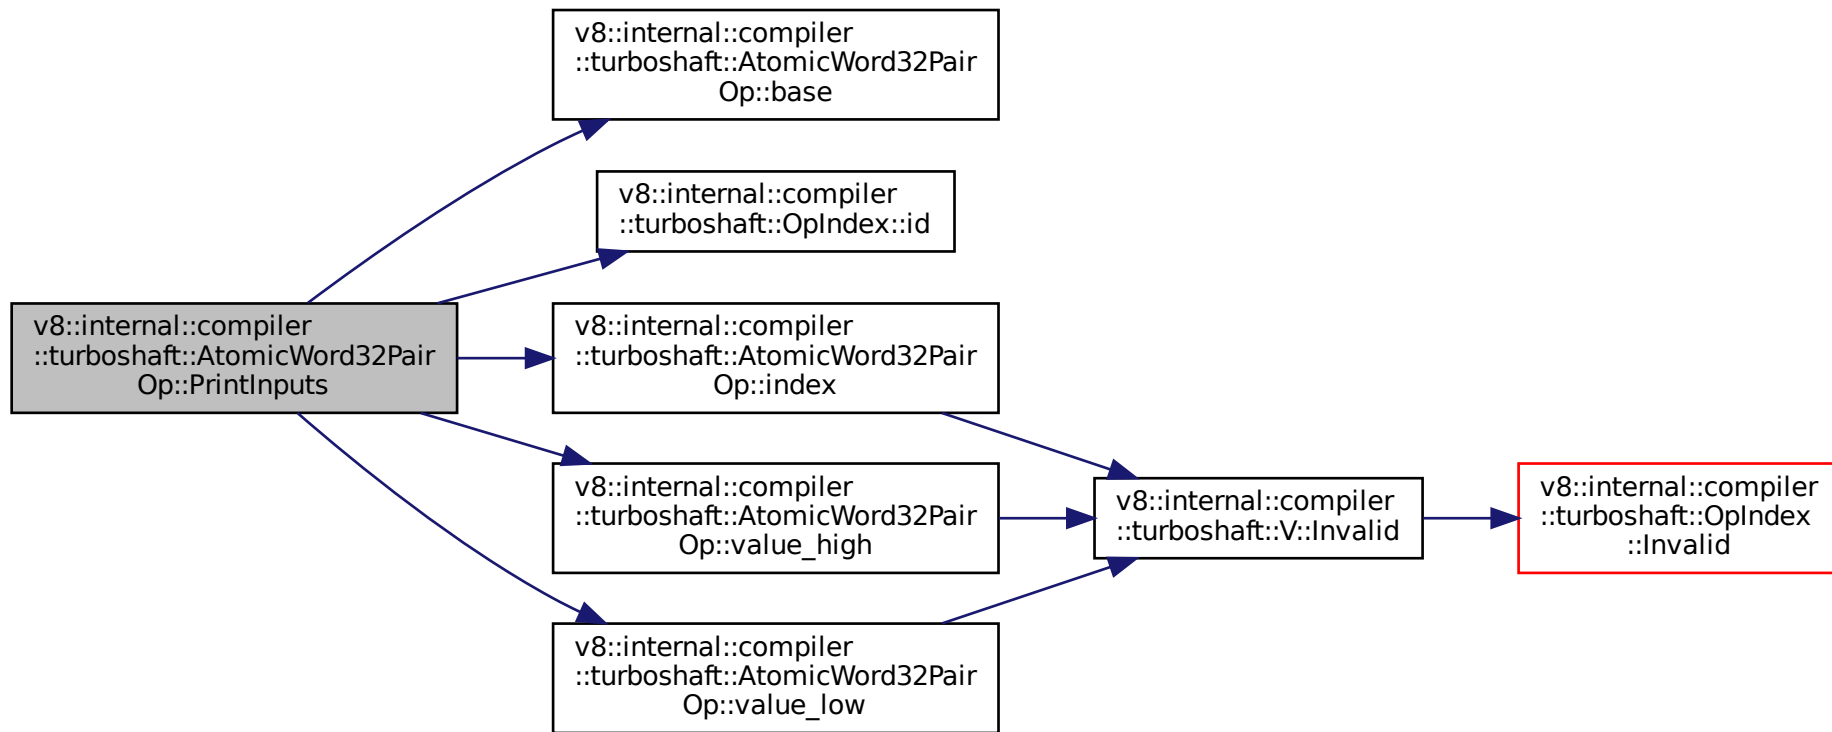 v8::internal::compiler
::turboshaft::AtomicWord32Pair
Op::PrintInputs
v8::internal::compiler
::turboshaft::AtomicWord32Pair
Op::base
v8::internal::compiler
::turboshaft::OpIndex::id
v8::internal::compiler
::turboshaft::AtomicWord32Pair
Op::index
v8::internal::compiler
::turboshaft::AtomicWord32Pair
Op::value_high
v8::internal::compiler
::turboshaft::AtomicWord32Pair
Op::value_low
v8::internal::compiler
::turboshaft::V::Invalid
v8::internal::compiler
::turboshaft::OpIndex
::Invalid